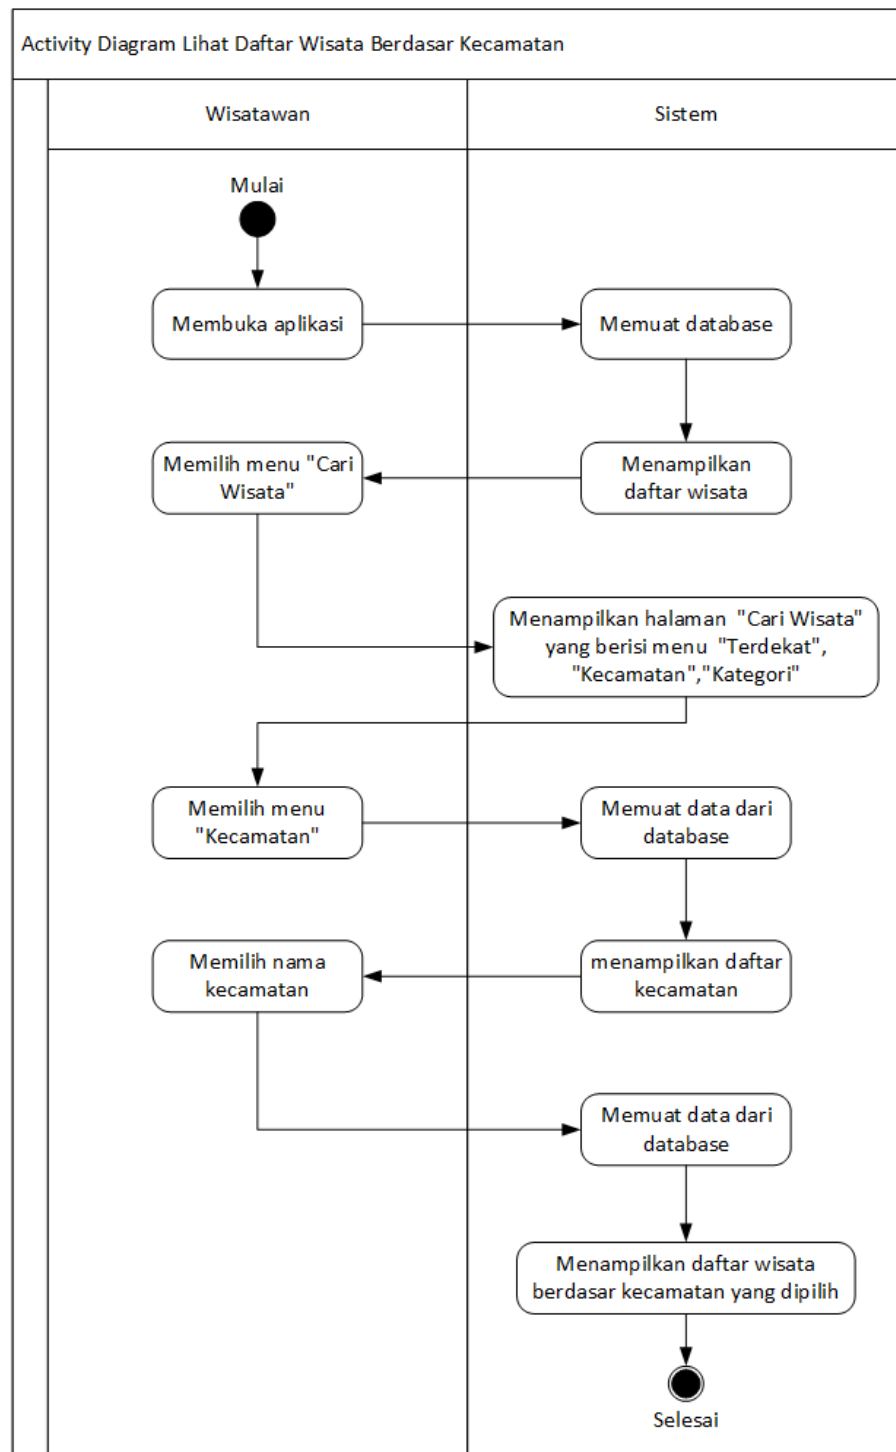 Activity Diagram Lihat Daftar Wisata Berdasar Kecamatan
Wisatawan
Sistem
Mulai
Membuka aplikasi
Memuat database
Memilih menu "Cari
Wisata"
Menampilkan
daftar wisata
Menampilkan halaman "Cari Wisata"
yang berisi menu "Terdekat",
"Kecamatan","Kategori"
Memilih menu
"Kecamatan"
Memuat data dari
database
Memilih nama
kecamatan
menampilkan daftar
kecamatan
Memuat data dari
database
Menampilkan daftar wisata
berdasar kecamatan yang dipilih
Selesai